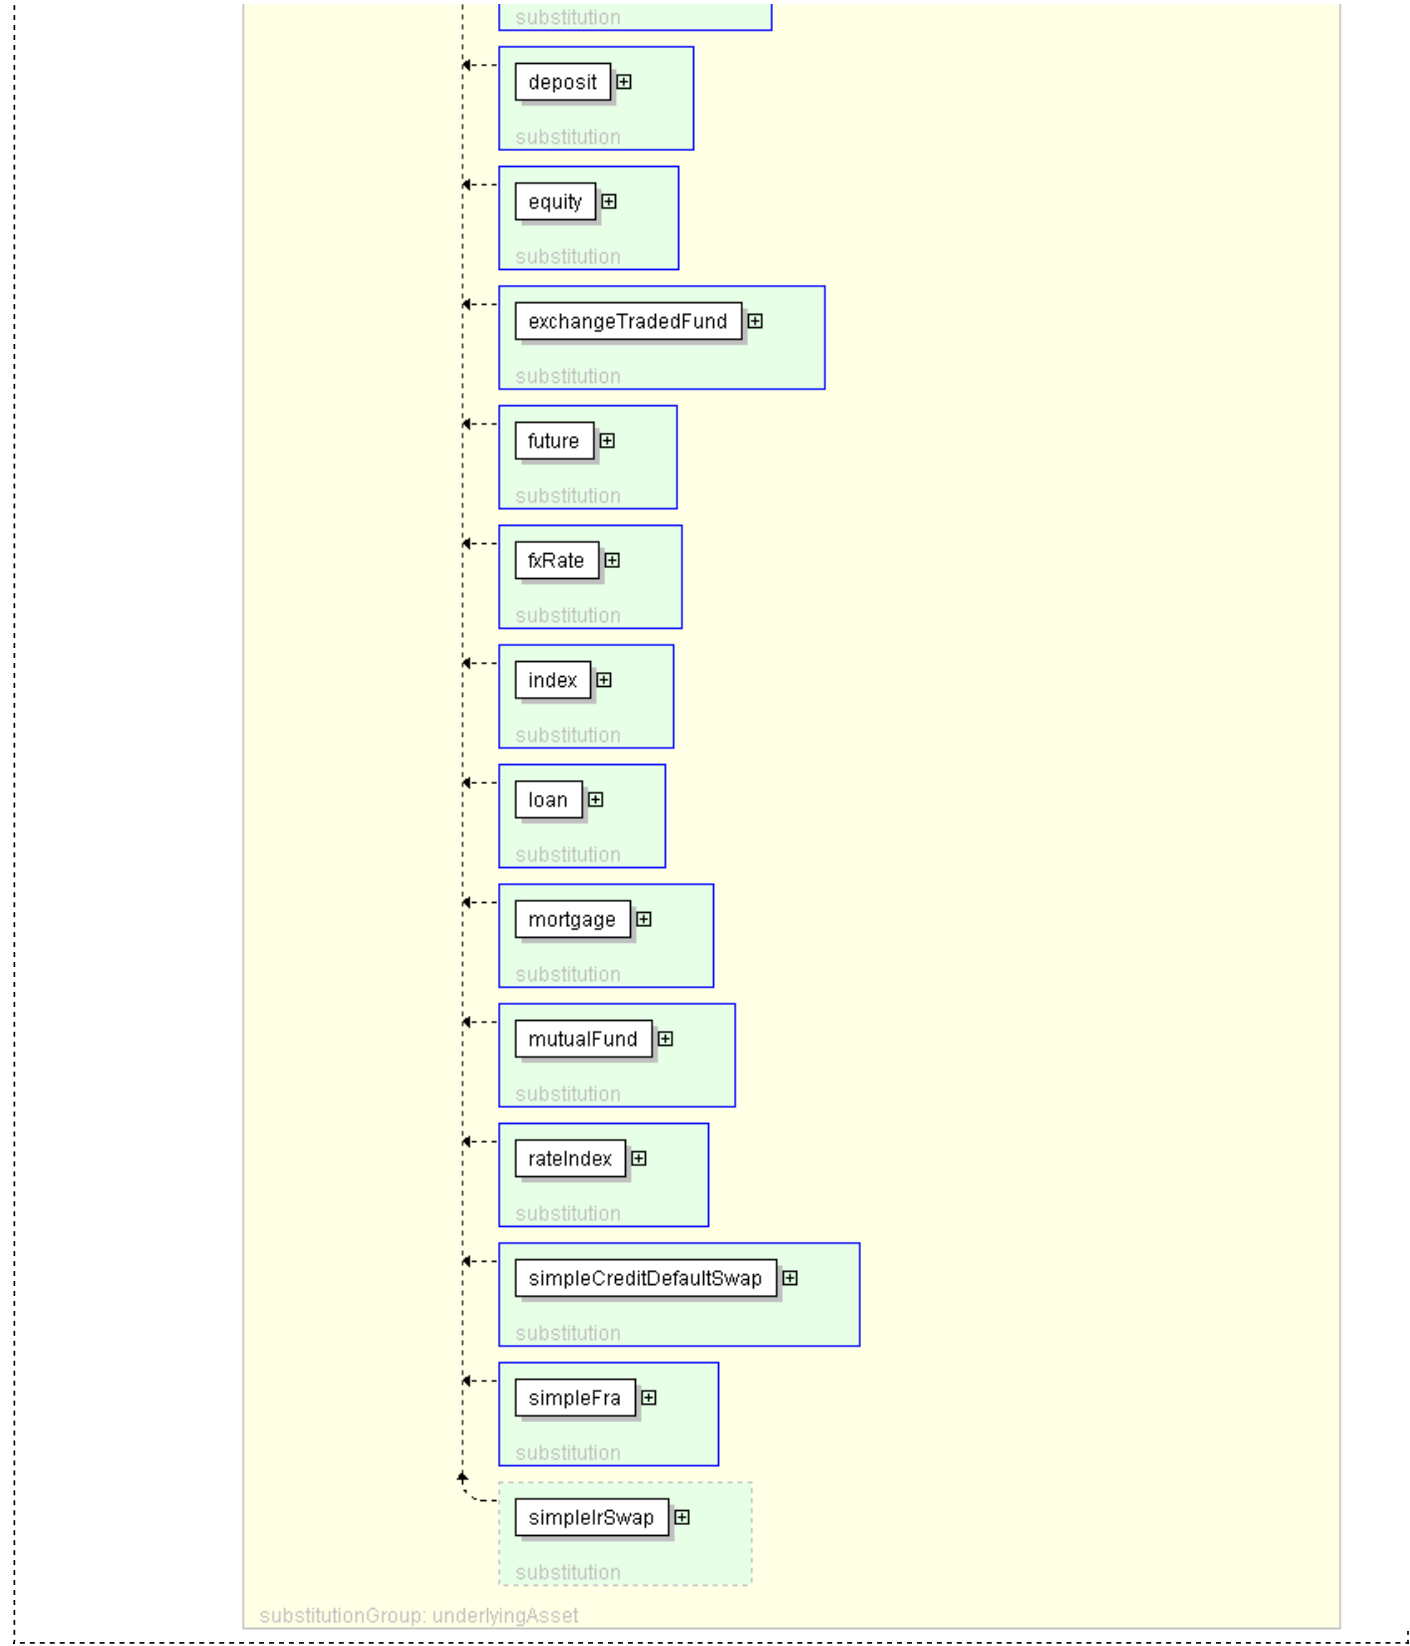 substitution
deposit
substitution
equity
substitution
exchangeTradedFund
substitution
future
substitution
fxRate
substitution
index
substitution
loan
substitution
mortgage
substitution
mutualFund
substitution
rateIndex
substitution
simpleCreditDefaultSwap
substitution
simpleFra
substitution
simpleIrSwap
substitution
substitutionGroup: underlyingAsset